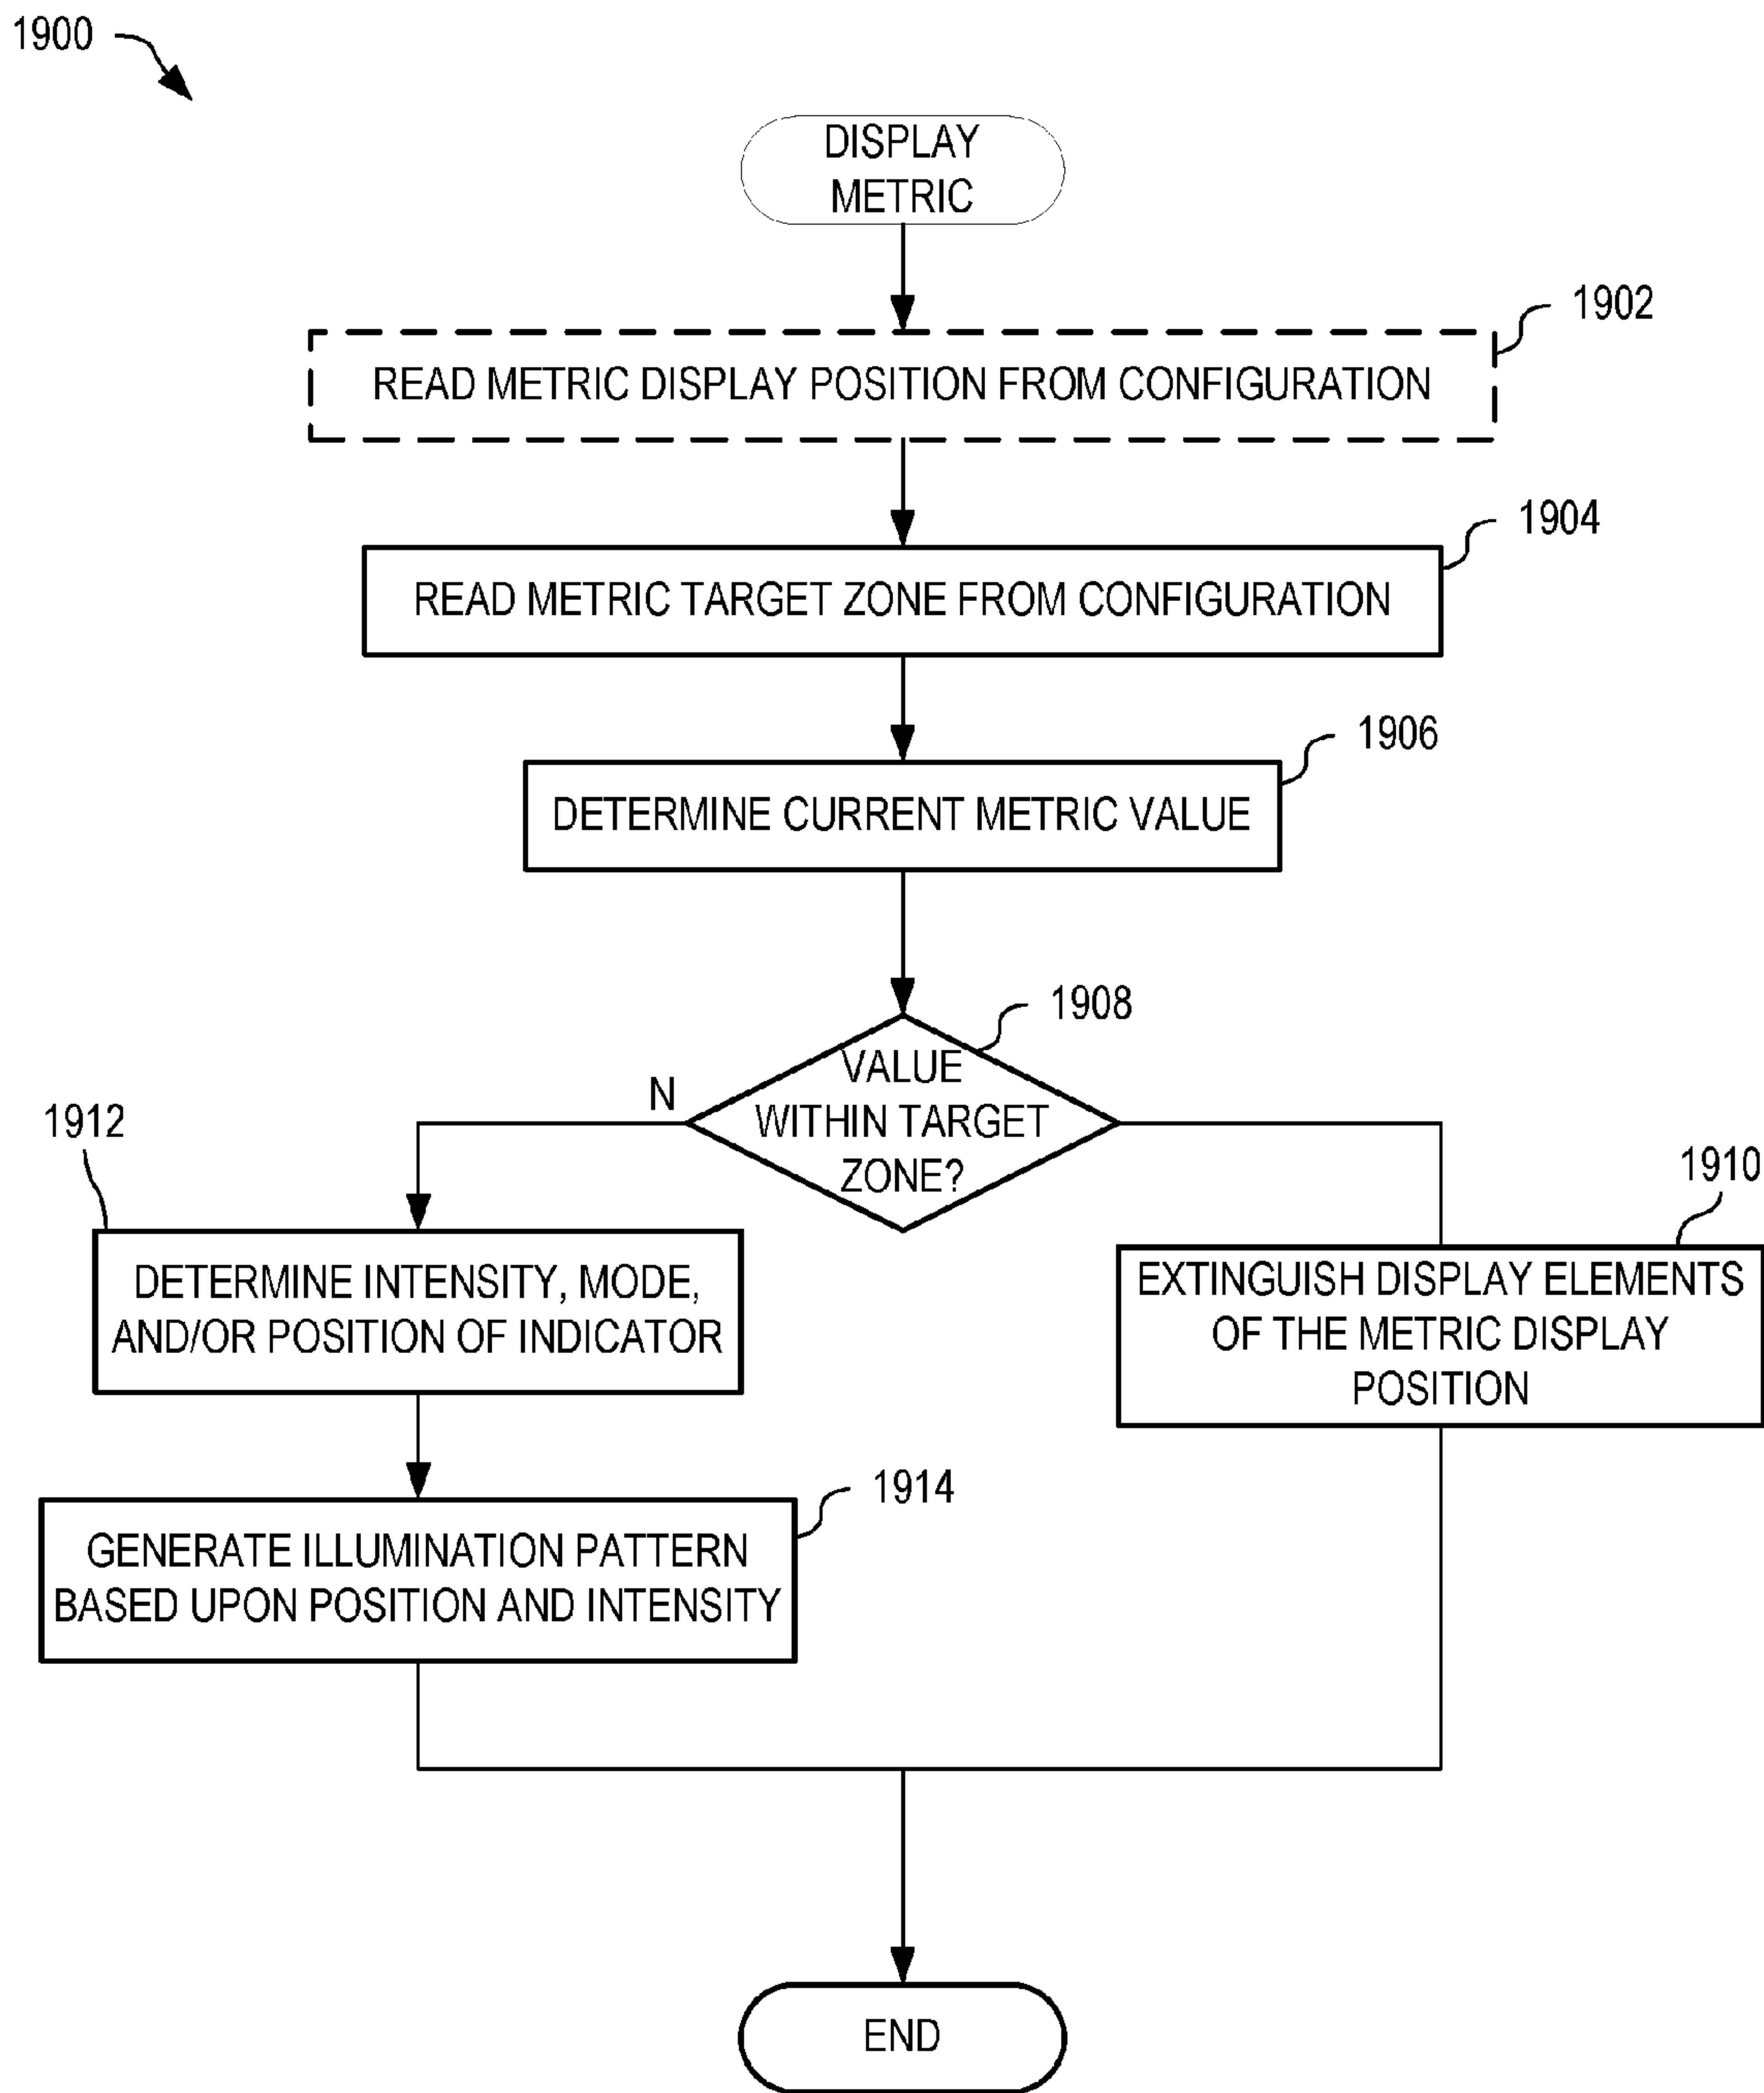 1900
DISPLAY
METRIC
1902
READ METRIC DISPLAY POSITION FROM CONFIGURATION
1904
READ METRIC TARGET ZONE FROM CONFIGURATION
1906
DETERMINE CURRENT METRIC VALUE
1908
VALUE
WITHIN TARGET
ZONE?
N
1912
DETERMINE INTENSITY, MODE,
AND/OR POSITION OF INDICATOR
1910
EXTINGUISH DISPLAY ELEMENTS
OF THE METRIC DISPLAY
POSITION
1914
GENERATE ILLUMINATION PATTERN
BASED UPON POSITION AND INTENSITY
END